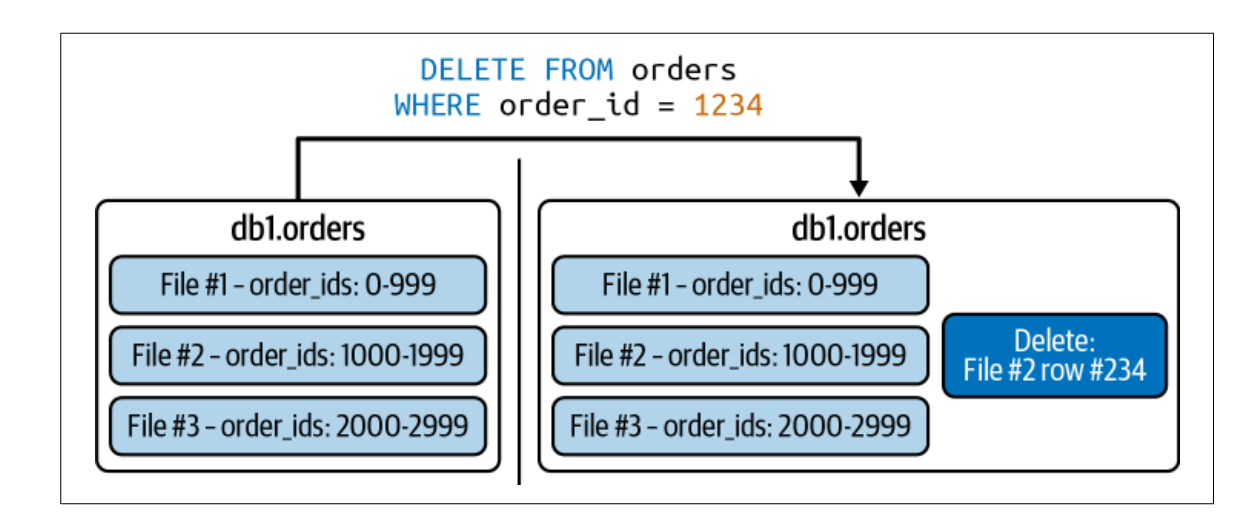 DELETE FROM orders
WHERE order_id = 1234
db1.orders
File #1 – order_ids: 0-999
File #2 – order_ids: 1000-1999
File #3 – order_ids: 2000-2999
db1.orders
File #1 – order_ids: 0-999
File #2 – order_ids: 1000-1999
File #3 – order_ids: 2000-2999
Delete:
File #2 row #234